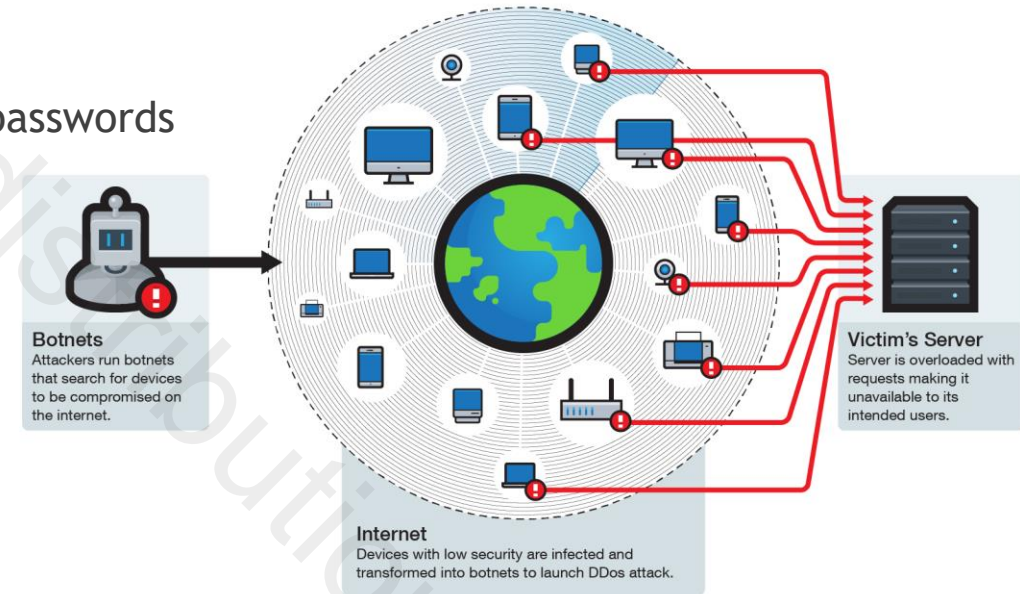 passwords
distribution
Botnets
Attackers run botnets
that search for devices
to be compromised on
the internet.
Victim's Server
Server is overloaded with
requests making it
unavailable to its
intended users.
Internet
Devices with low security are infected and
transformed into botnets to launch DDos attack.